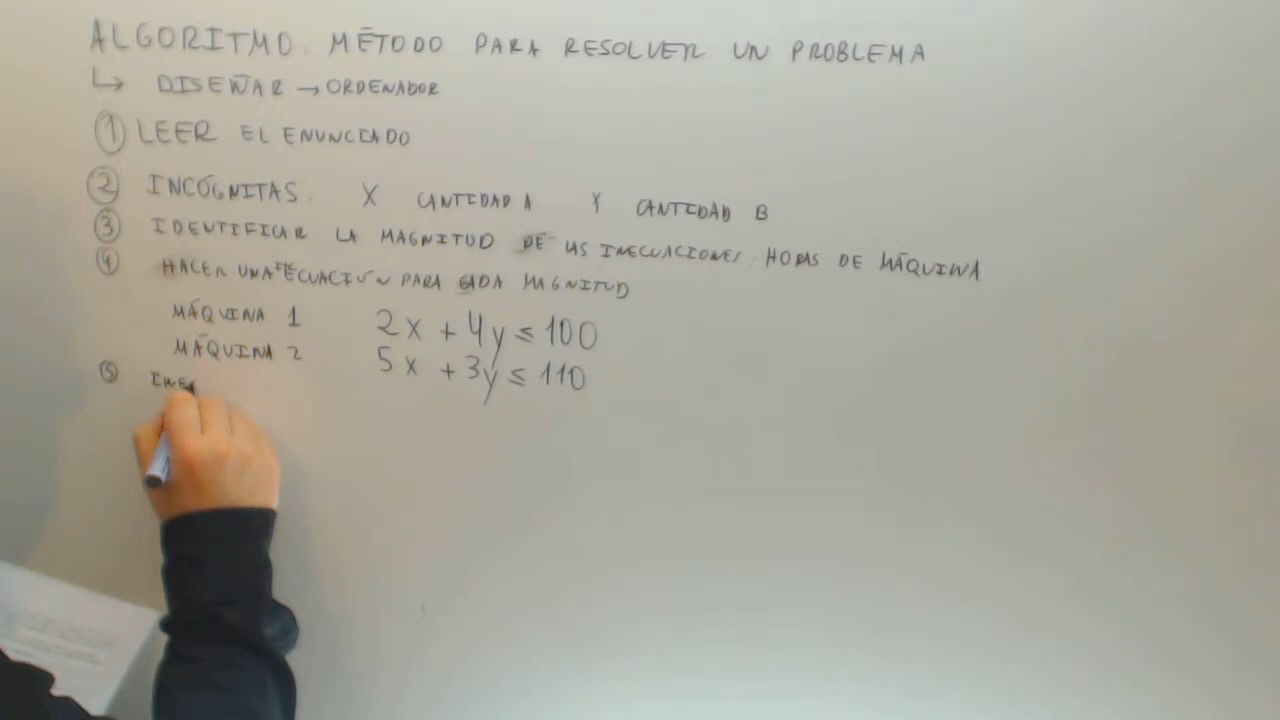 ALGORITMO. MÉTODO PARA RESOLVER UN PROBLEMA
↳ DISEÑAR → ORDENADOR
① LEER EL ENUNCIADO
② INCÓGNITAS. X CANTIDAD A Y CANTIDAD B
③ IDENTIFICAR LA MAGNITUD DE LAS INECUACIONES. HORAS DE MÁQUINA
④ HACER UNA INECUACIÓN PARA CADA MAGNITUD
MÁQUINA 1 2x + 4y ≤ 100
MÁQUINA 2 5x + 3y ≤ 110
⑤ INE